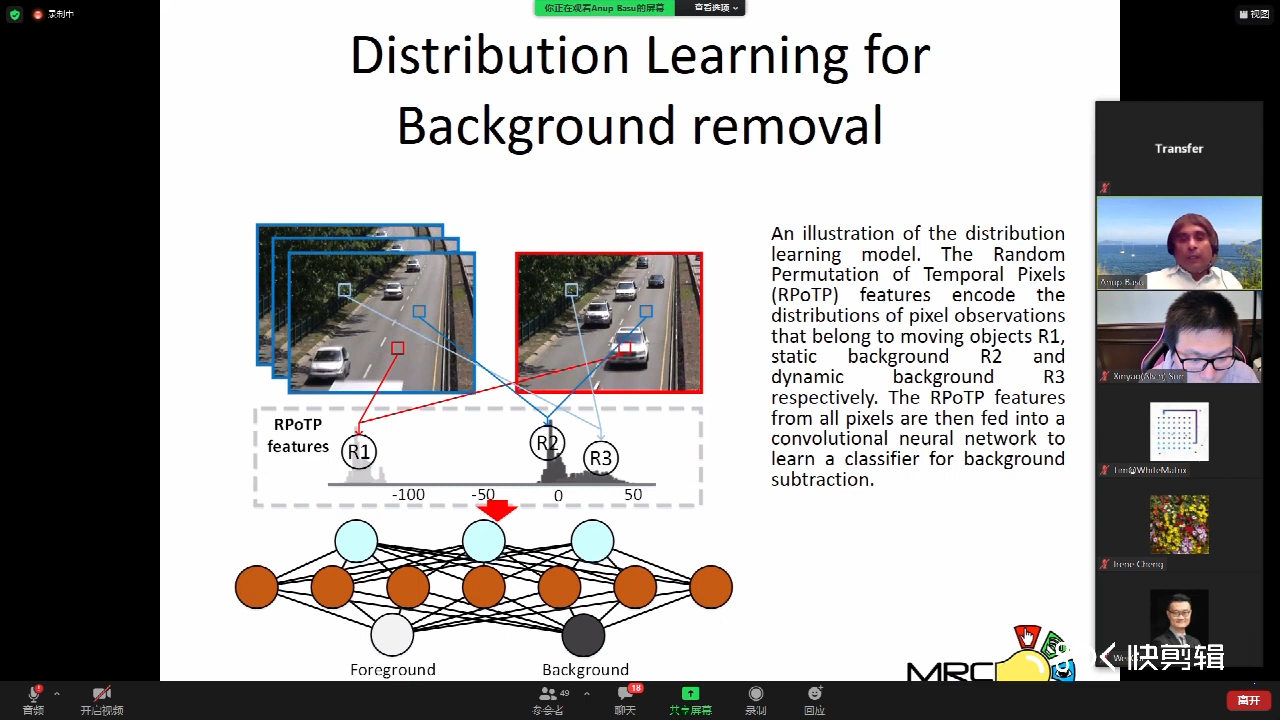 录制中
你正在观看Anup Basu的屏幕
查看选项
视图
Distribution Learning for
Background removal
Transfer
Anup Basu
An illustration of the distribution
learning model. The Random
Permutation of Temporal Pixels
(RPoTP) features encode the
distributions of pixel observations
that belong to moving objects R1,
static background R2 and
dynamic background R3
respectively. The RPoTP features
from all pixels are then fed into a
convolutional neural network to
learn a classifier for background
subtraction.
RPoTP
features
R1
R2
R3
-100
-50
0
50
Tim@WhiteMatrix
Irene Cheng
Foreground
Background
MRC
快剪辑
音频
开启视频
参会者
49
聊天
18
共享屏幕
录制
回应
离开